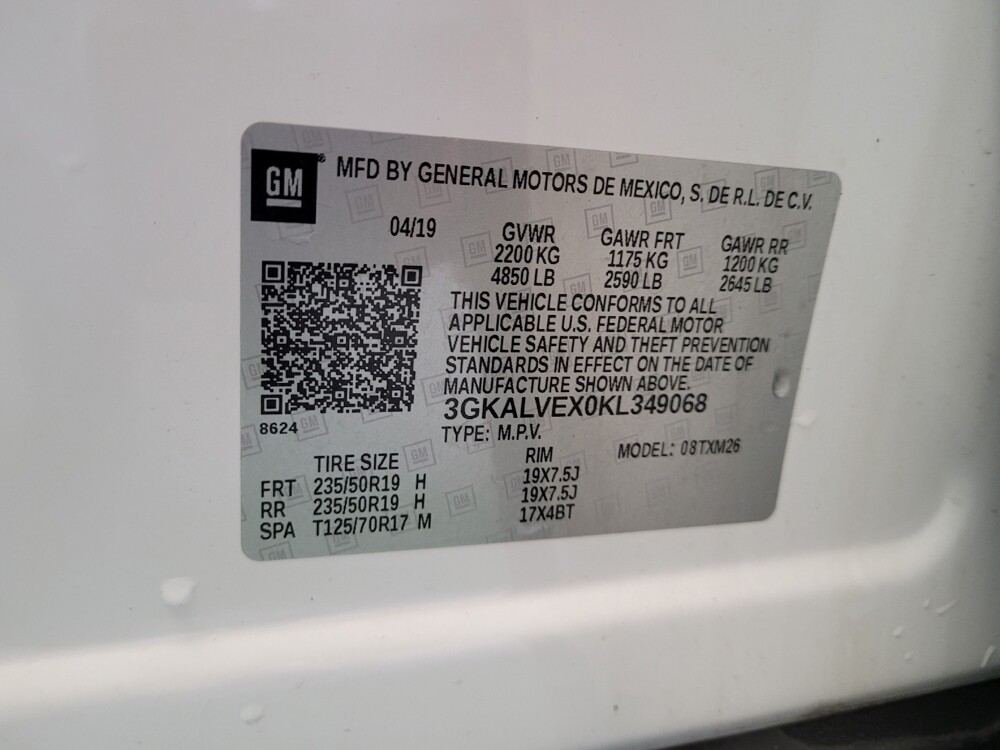 GM®
MFD BY GENERAL MOTORS DE MEXICO, S. DE R.L. DE C.V.
04/19 GVWR GAWR FRT GAWR RR
2200 KG 1175 KG 1200 KG
4850 LB 2590 LB 2645 LB
THIS VEHICLE CONFORMS TO ALL
APPLICABLE U.S. FEDERAL MOTOR
VEHICLE SAFETY AND THEFT PREVENTION
STANDARDS IN EFFECT ON THE DATE OF
MANUFACTURE SHOWN ABOVE.
3GKALVEX0KL349068
8624
TYPE: M.P.V. MODEL: 08TXM26
TIRE SIZE RIM
FRT 235/50R19 H 19X7.5J
RR 235/50R19 H 19X7.5J
SPA T125/70R17 M 17X4BT